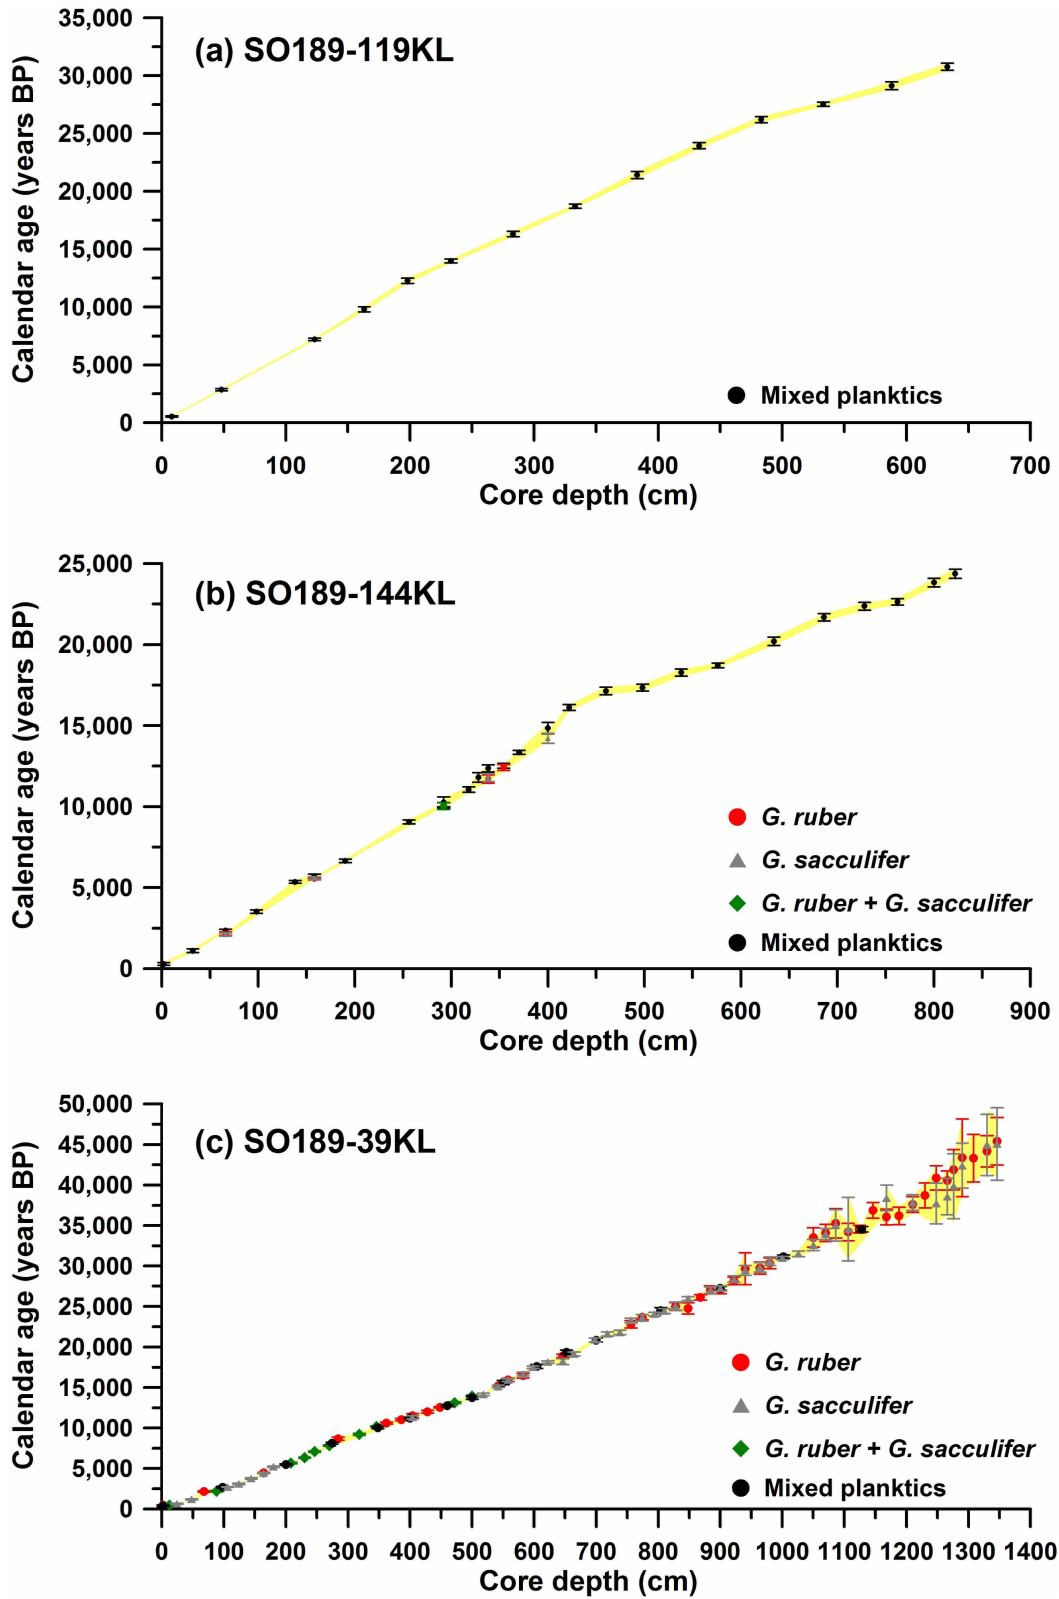 (a) SO189-119KL
Calendar age (years BP)
35,000
30,000
25,000
20,000
15,000
10,000
5,000
0
Mixed planktics
0 100 200 300 400 500 600 700
Core depth (cm)
(b) SO189-144KL
Calendar age (years BP)
25,000
20,000
15,000
10,000
5,000
0
G. ruber
G. sacculifer
G. ruber + G. sacculifer
Mixed planktics
0 100 200 300 400 500 600 700 800 900
Core depth (cm)
(c) SO189-39KL
Calendar age (years BP)
50,000
45,000
40,000
35,000
30,000
25,000
20,000
15,000
10,000
5,000
0
G. ruber
G. sacculifer
G. ruber + G. sacculifer
Mixed planktics
0 100 200 300 400 500 600 700 800 900 1000 1100 1200 1300 1400
Core depth (cm)